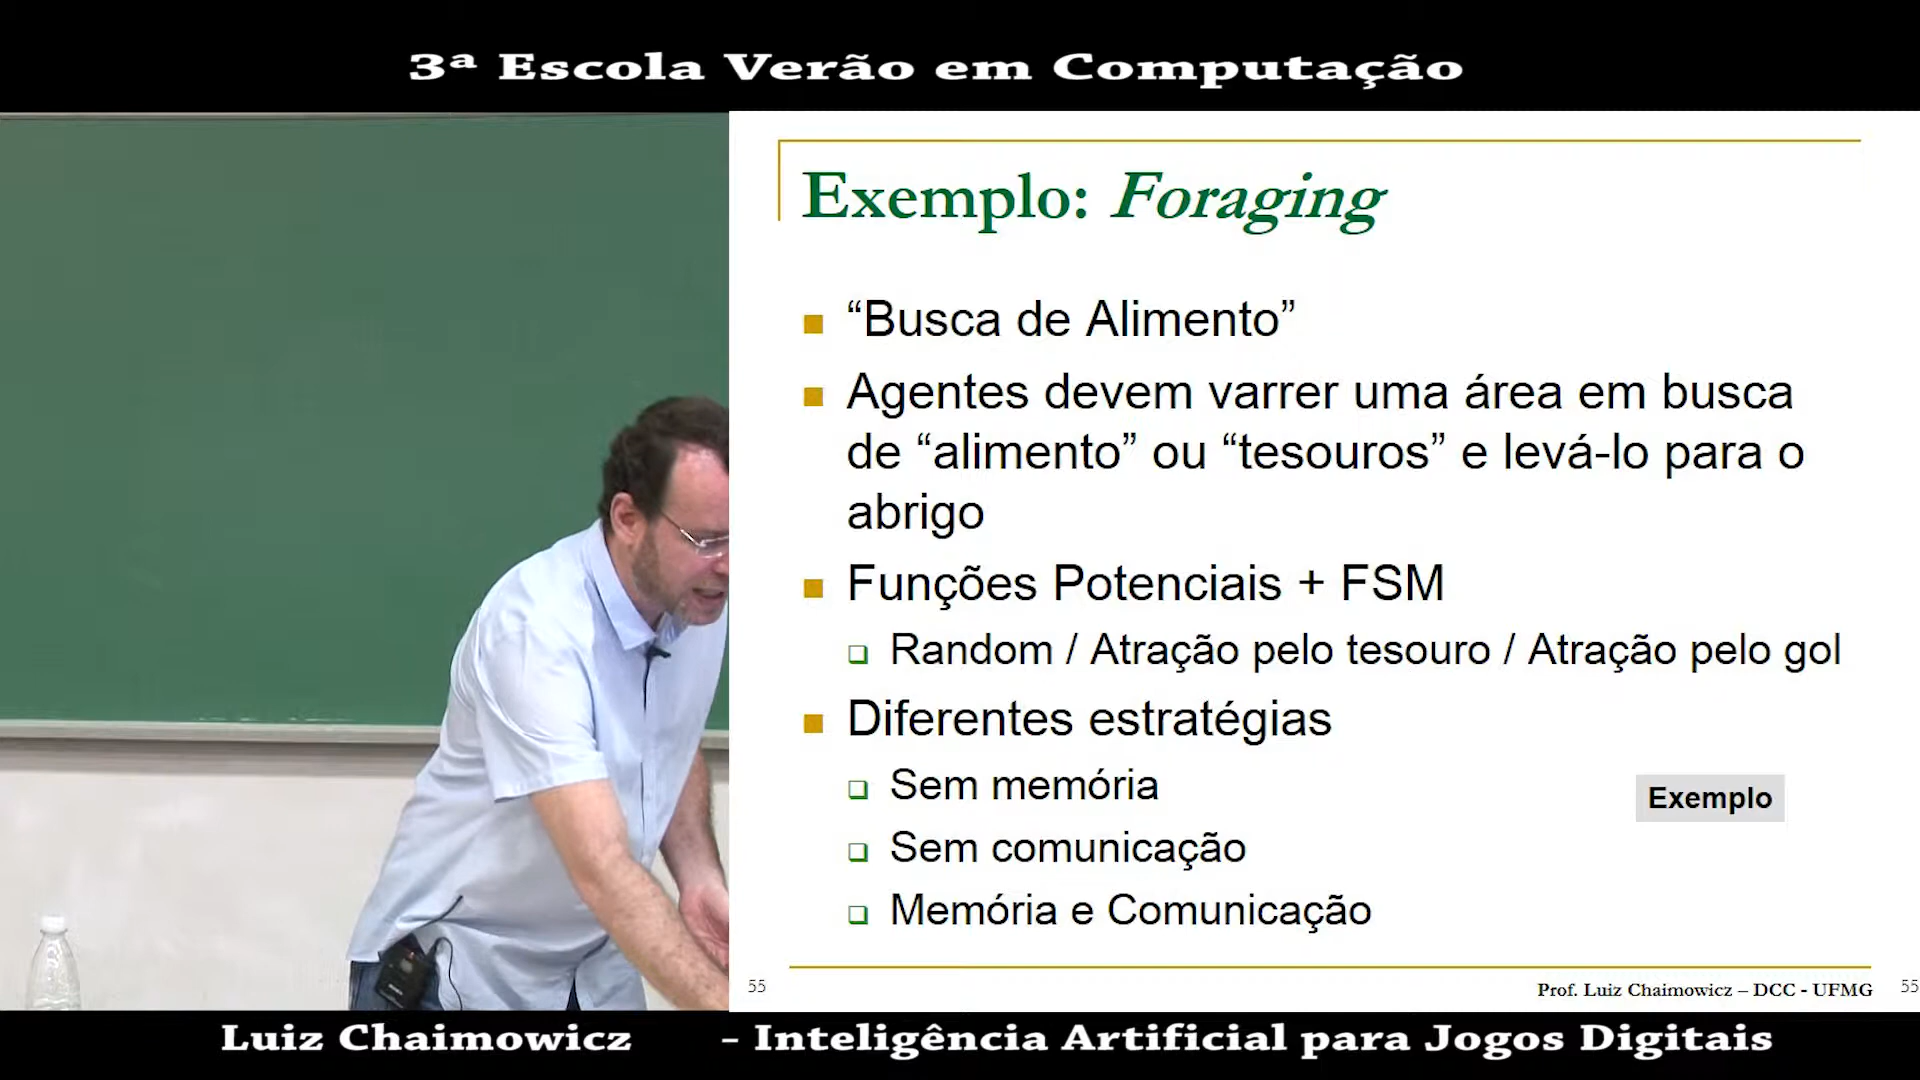 3ª Escola Verão em Computação
Exemplo: Foraging
“Busca de Alimento”
Agentes devem varrer uma área em busca
de “alimento” ou “tesouros” e levá-lo para o
abrigo
Funções Potenciais + FSM
Random / Atração pelo tesouro / Atração pelo gol
Diferentes estratégias
Sem memória
Exemplo
Sem comunicação
Memória e Comunicação
55
Prof. Luiz Chaimowicz – DCC - UFMG
55
Luiz Chaimowicz – Inteligência Artificial para Jogos Digitais